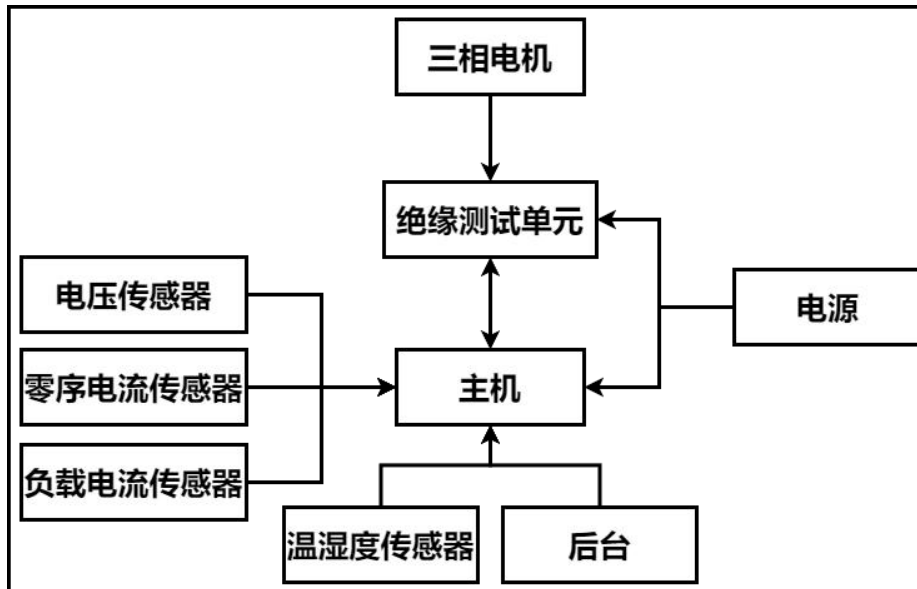 三相电机
绝缘测试单元
电压传感器
电源
零序电流传感器
主机
负载电流传感器
温湿度传感器
后台